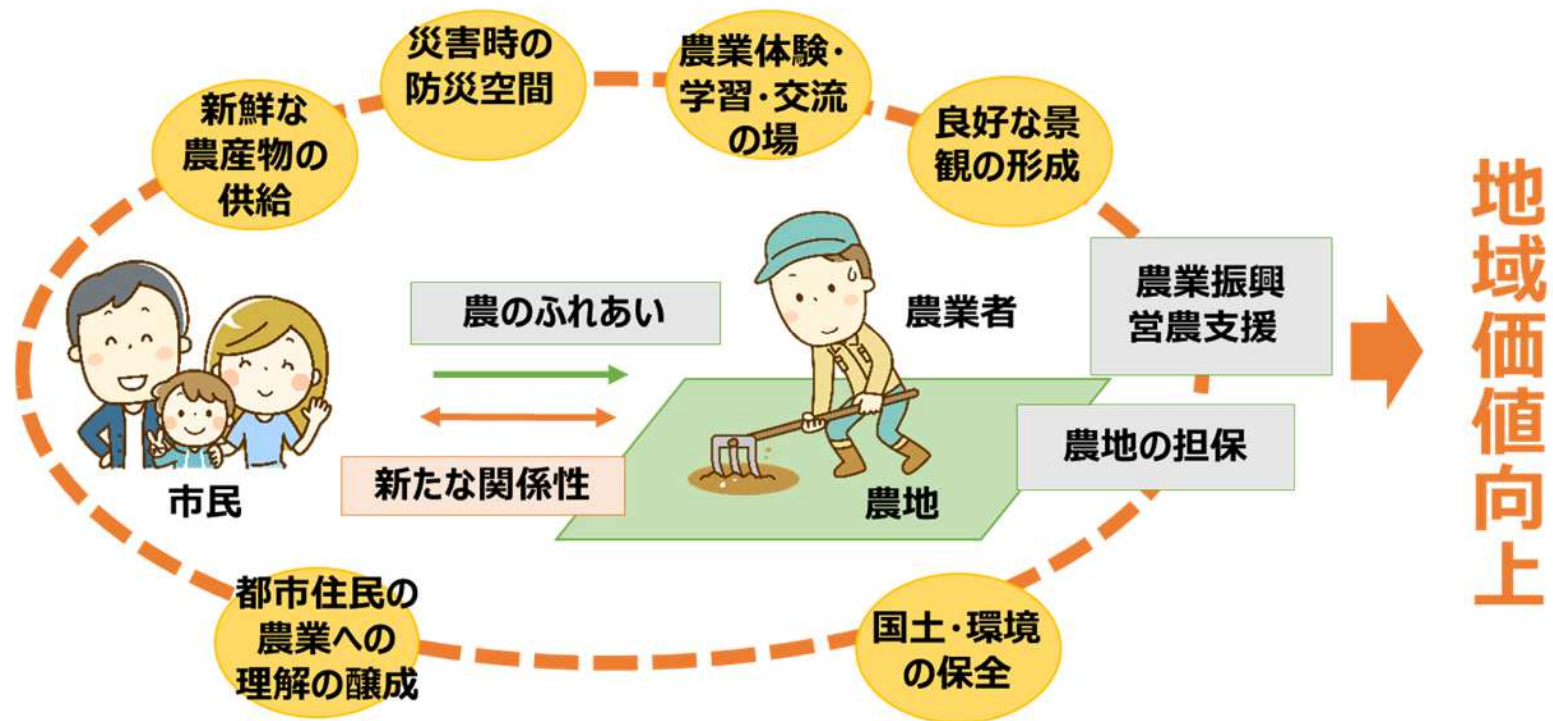 災害時の
防災空間
農業体験・
学習・交流
の場
新鮮な
農産物の
供給
良好な景
観の形成
農のふれあい
農業者
農業振興
営農支援
地域価値向上
市民
新たな関係性
農地
農地の担保
都市住民の
農業への
理解の醸成
国土・環境
の保全